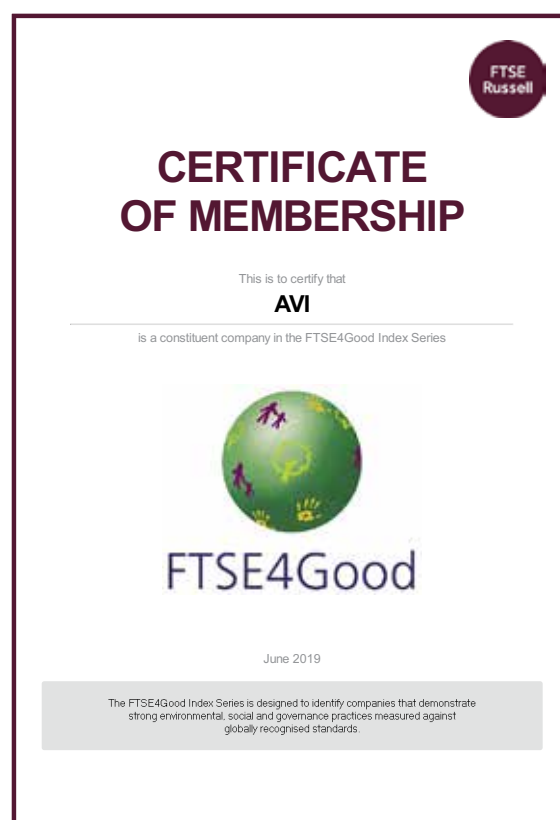 FTSE
Russell
CERTIFICATE
OF MEMBERSHIP
This is to certify that
AVI
is a constituent company in the FTSE4Good Index Series
FTSE4Good
June 2019
The FTSE4Good Index Series is designed to identify companies that demonstrate
strong environmental, social and governance practices measured against
globally recognised standards.